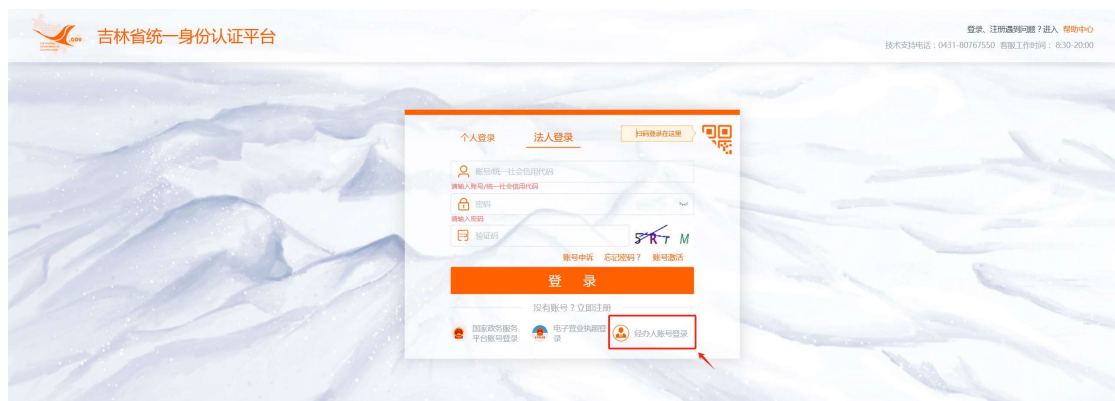 GOV. 吉林省统一身份认证平台
登录、注册遇到问题？进入 帮助中心
技术支持电话：0431-80767550 客服工作时间：8:30-20:00
个人登录 法人登录 扫码登录在这里
账号/统一社会信用代码
请输入账号/统一社会信用代码
密码
请输入密码
验证码 5 R T M
账号申诉 忘记密码？ 账号激活
登 录
没有账号？立即注册
国家政务服务
平台账号登录
电子营业执照登
录
经办人账号登录